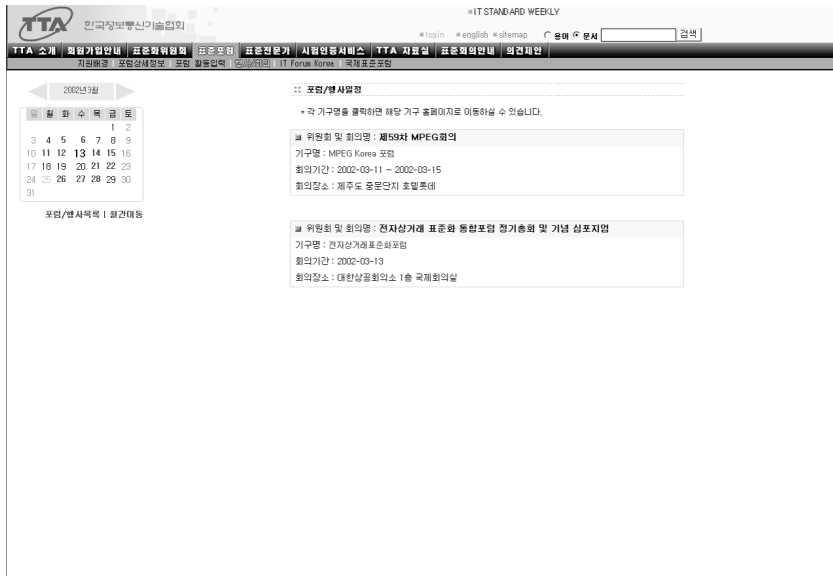 IT STANDARD WEEKLY
TTA 한국정보통신기술협회
login english sitemap 용어 문서 검색
TTA 소개 회원가입안내 표준화위원회 표준포럼 표준전문가 시험인증서비스 TTA 자료실 표준회의안내 의견제안
지원배경 포럼상세정보 포럼 활동입력 행사/회의 IT Forum Korea 국제표준포럼
2002년3월
일 월 화 수 목 금 토
1 2
3 4 5 6 7 8 9
10 11 12 13 14 15 16
17 18 19 20 21 22 23
24 25 26 27 28 29 30
31
포럼/행사목록 | 월간이동
포럼/행사일정
* 각 기구명을 클릭하면 해당 기구 홈페이지로 이동하실 수 있습니다.
위원회 및 회의명 : 제59차 MPEG회의
기구명 : MPEG Korea 포럼
회의기간 : 2002-03-11 ~ 2002-03-15
회의장소 : 제주도 중문단지 호텔롯데
위원회 및 회의명 : 전자상거래 표준화 통합포럼 정기총회 및 기념 심포지엄
기구명 : 전자상거래표준화포럼
회의기간 : 2002-03-13
회의장소 : 대한상공회의소 1층 국제회의실